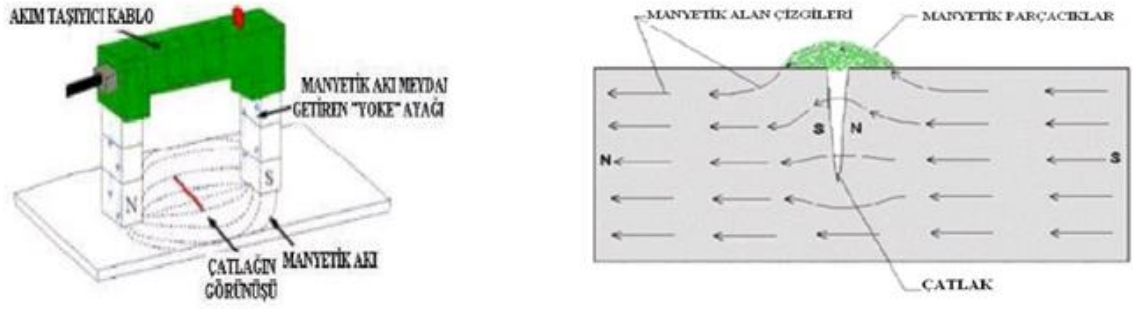 AKIM TAŞIYICI KABLO
MANYETİK AKI MEYDAI
GETİREN "YOKE" AYAĞI
N
S
ÇATLAĞIN
GÖRÜNÜŞÜ
MANYETİK AKI
MANYETİK ALAN ÇİZGİLERİ
MANYETİK PARÇACIKLAR
S N
N
S
ÇATLAK